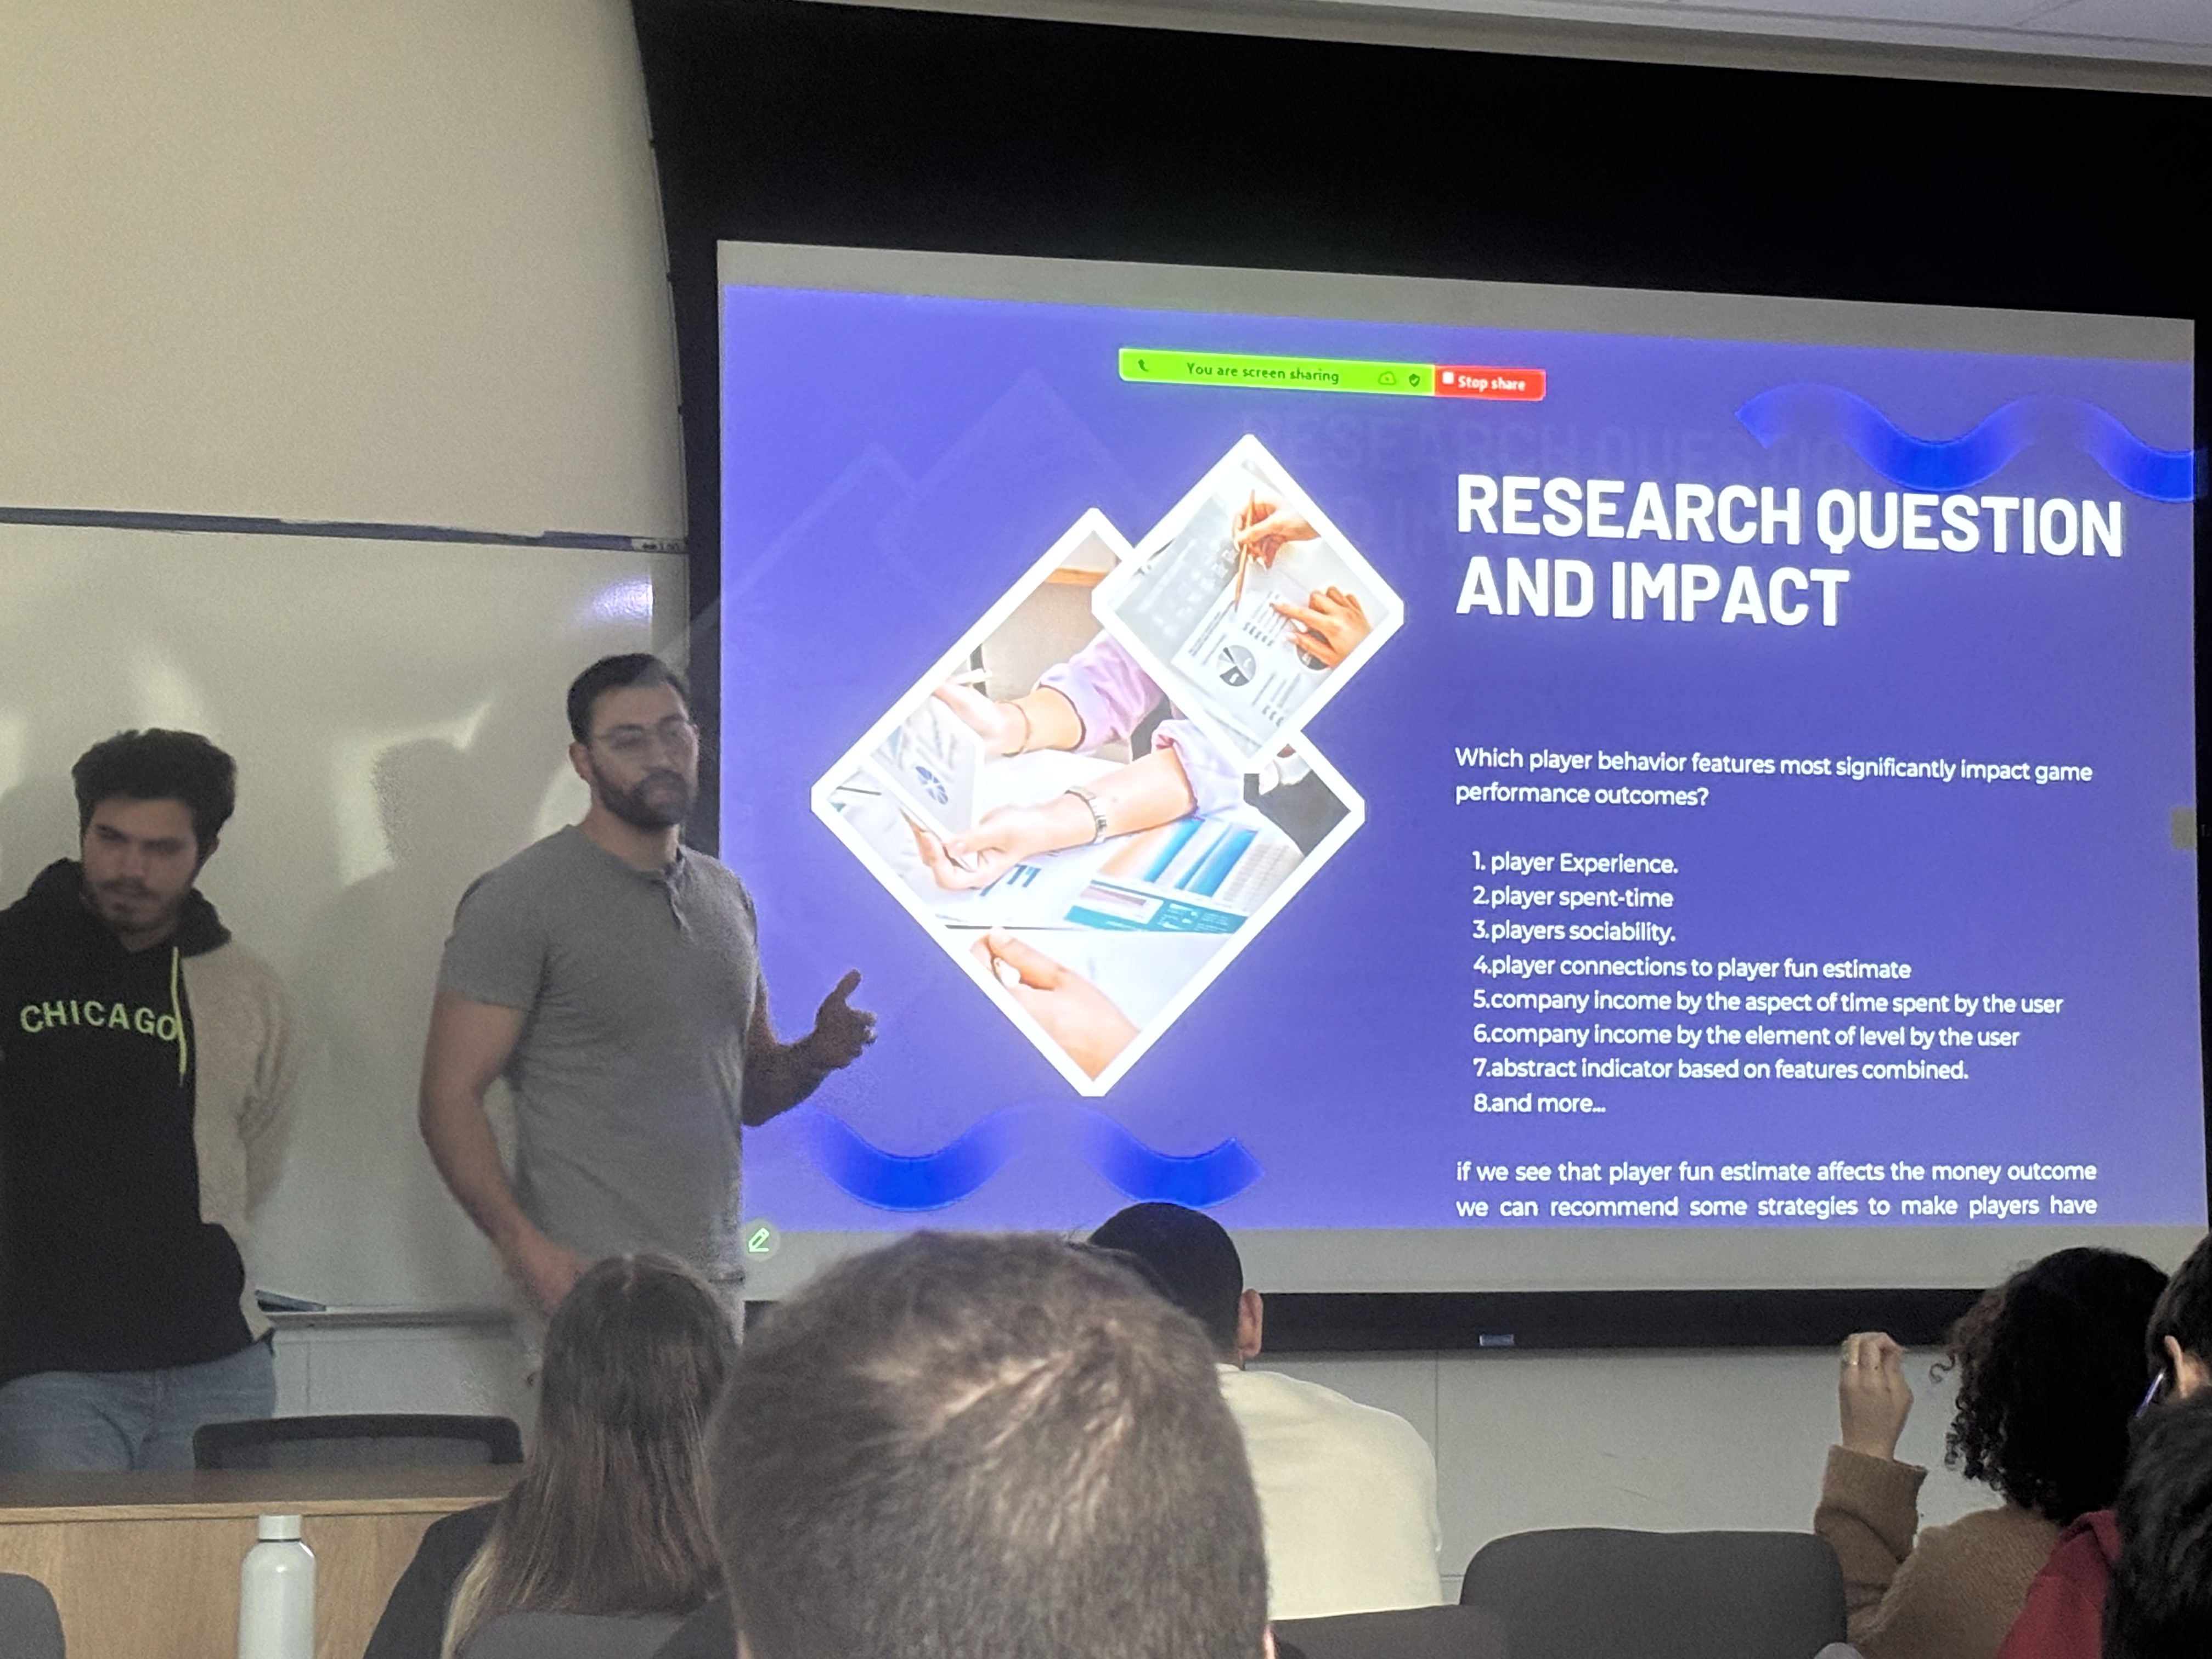 You are screen sharing
Stop share
RESEARCH QUESTION
AND IMPACT
Which player behavior features most significantly impact game
performance outcomes?
1. player Experience.
2.player spent-time
3.players sociability.
4.player connections to player fun estimate
5.company income by the aspect of time spent by the user
6.company income by the element of level by the user
7.abstract indicator based on features combined.
8.and more...
if we see that player fun estimate affects the money outcome
we can recommend some strategies to make players have
CHICAGO